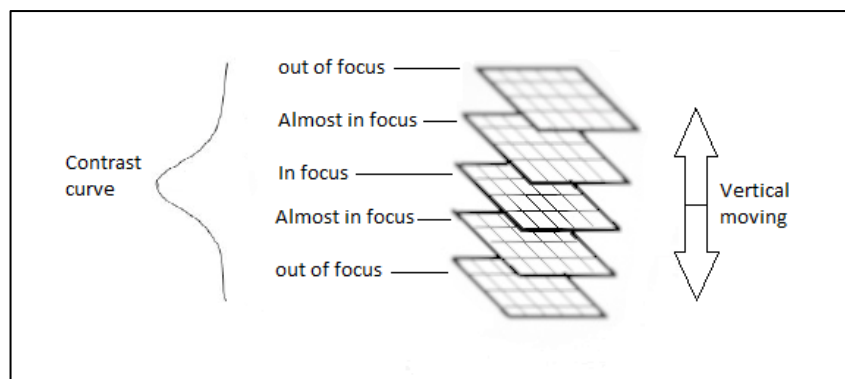 out of focus
Almost in focus
Contrast
curve
In focus
Almost in focus
out of focus
Vertical
moving